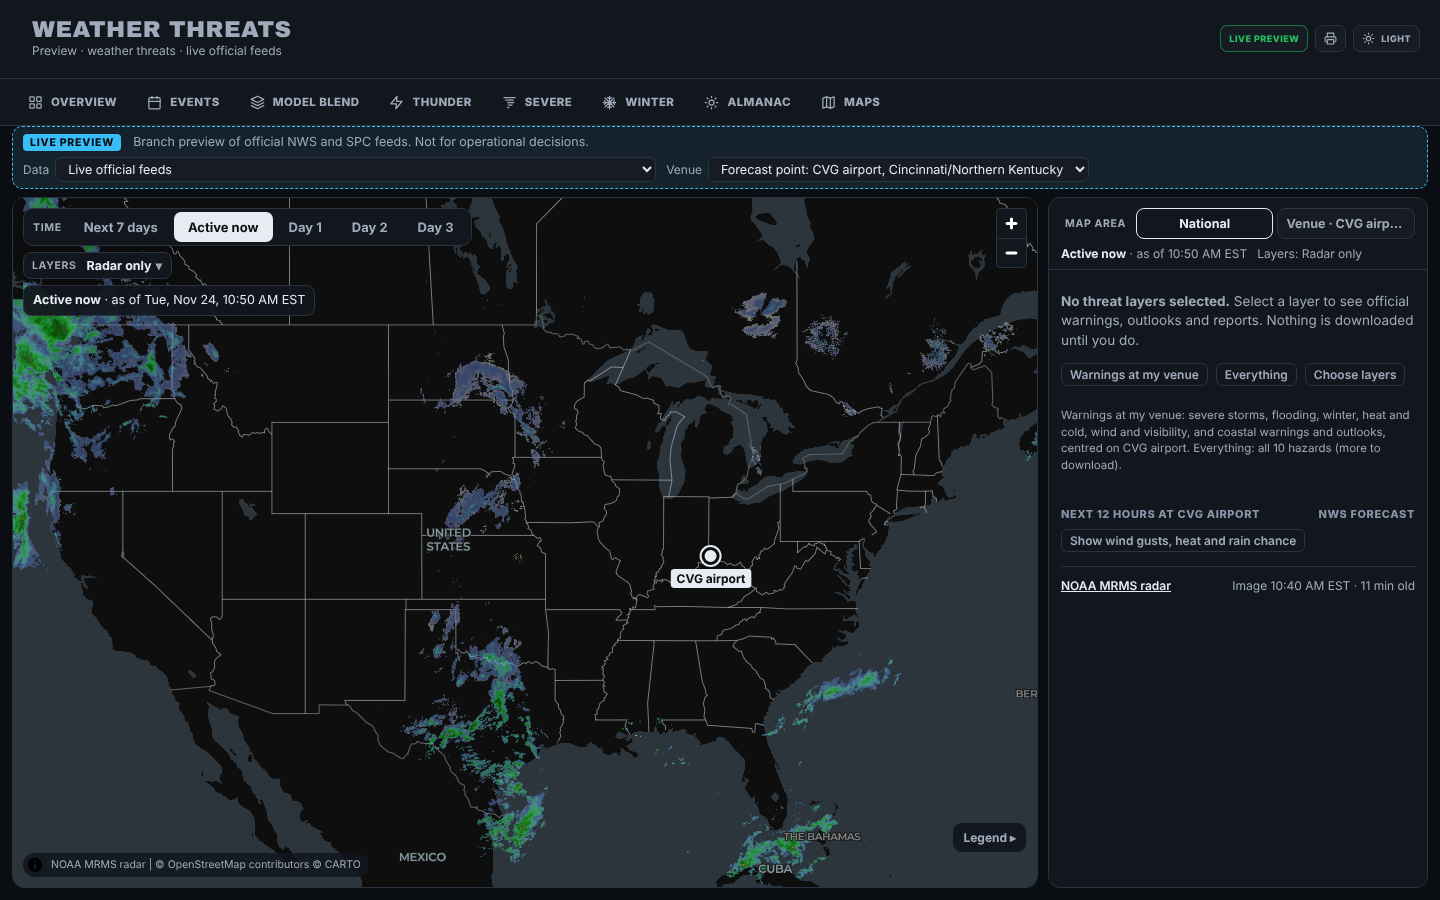 WEATHER THREATS
Preview · weather threats · live official feeds
LIVE PREVIEW
LIGHT
OVERVIEW
EVENTS
MODEL BLEND
THUNDER
SEVERE
WINTER
ALMANAC
MAPS
LIVE PREVIEW Branch preview of official NWS and SPC feeds. Not for operational decisions.
Data Live official feeds Venue Forecast point: CVG airport, Cincinnati/Northern Kentucky
TIME Next 7 days Active now Day 1 Day 2 Day 3
LAYERS Radar only ▾
Active now · as of Tue, Nov 24, 10:50 AM EST
+
−
UNITED
STATES
CVG airport
BER
THE BAHAMAS
MEXICO
CUBA
Legend ▸
NOAA MRMS radar | © OpenStreetMap contributors © CARTO
MAP AREA National Venue · CVG airp...
Active now · as of 10:50 AM EST Layers: Radar only
No threat layers selected. Select a layer to see official
warnings, outlooks and reports. Nothing is downloaded
until you do.
Warnings at my venue Everything Choose layers
Warnings at my venue: severe storms, flooding, winter, heat and
cold, wind and visibility, and coastal warnings and outlooks,
centred on CVG airport. Everything: all 10 hazards (more to
download).
NEXT 12 HOURS AT CVG AIRPORT NWS FORECAST
Show wind gusts, heat and rain chance
NOAA MRMS radar Image 10:40 AM EST · 11 min old